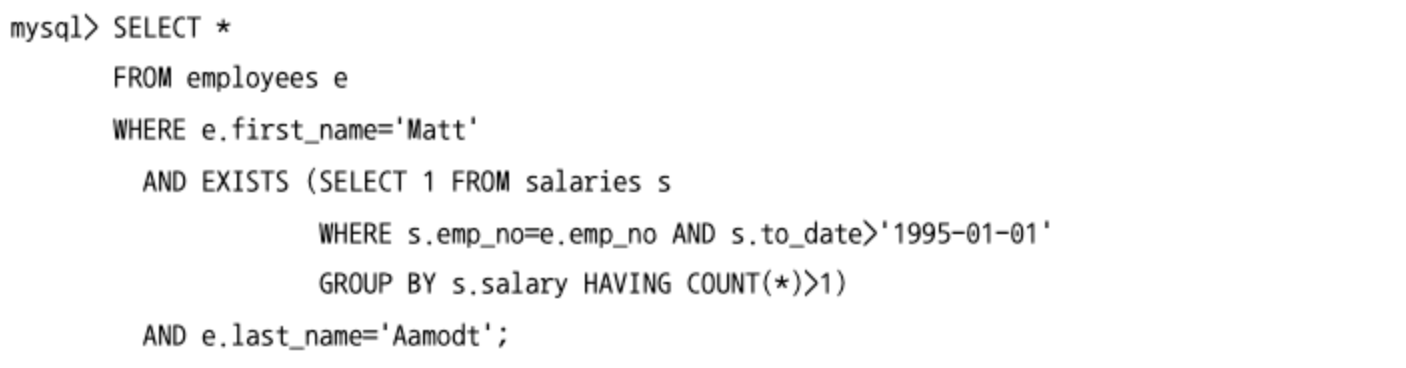 mysql> SELECT *
FROM employees e
WHERE e.first_name='Matt'
AND EXISTS (SELECT 1 FROM salaries s
WHERE s.emp_no=e.emp_no AND s.to_date>'1995-01-01'
GROUP BY s.salary HAVING COUNT(*)>1)
AND e.last_name='Aamodt';